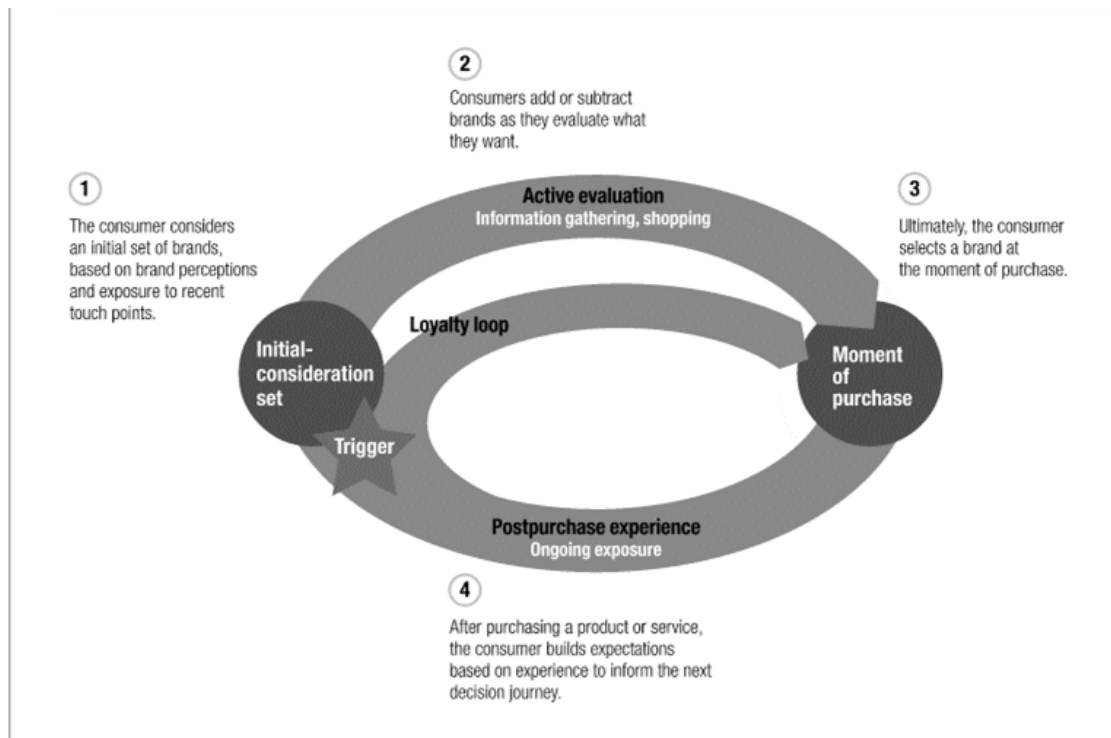 1
The consumer considers
an initial set of brands,
based on brand perceptions
and exposure to recent
touch points.
2
Consumers add or subtract
brands as they evaluate what
they want.
3
Ultimately, the consumer
selects a brand at
the moment of purchase.
Active evaluation
Information gathering, shopping
Loyalty loop
Initial-
consideration
set
Trigger
Moment
of
purchase
Postpurchase experience
Ongoing exposure
4
After purchasing a product or service,
the consumer builds expectations
based on experience to inform the next
decision journey.